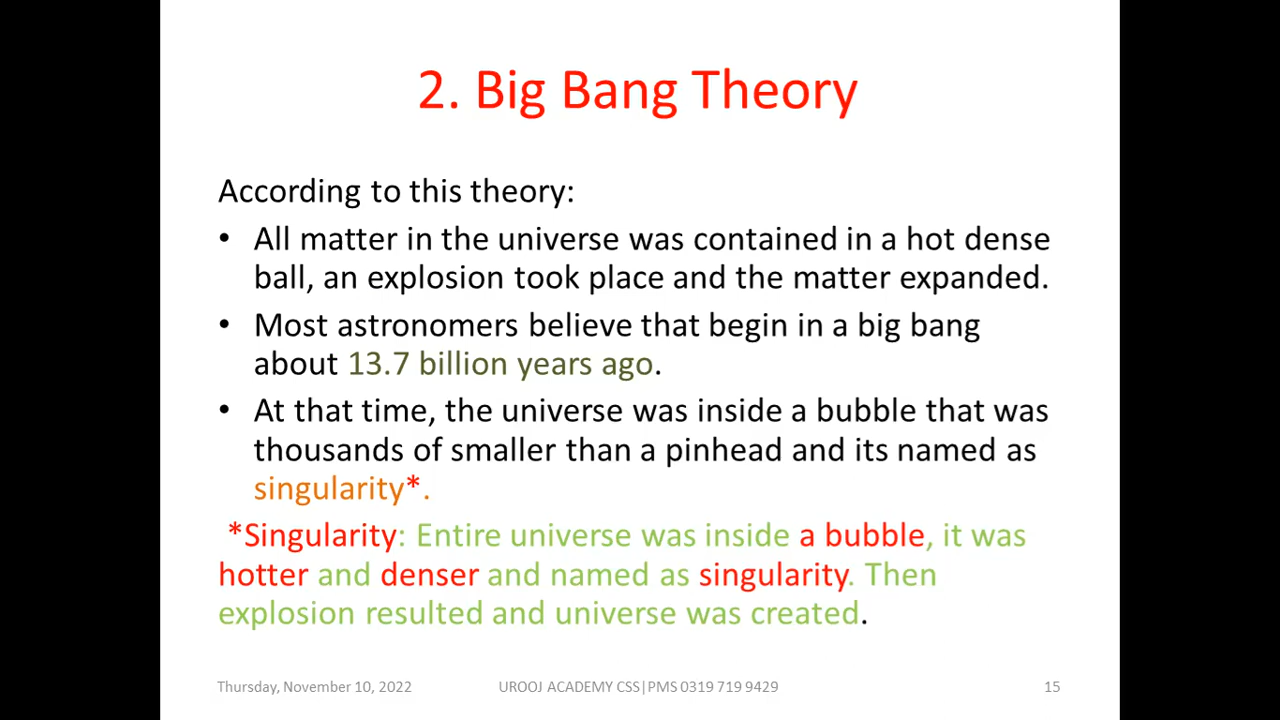 2. Big Bang Theory
According to this theory:
• All matter in the universe was contained in a hot dense
ball, an explosion took place and the matter expanded.
• Most astronomers believe that begin in a big bang
about 13.7 billion years ago.
• At that time, the universe was inside a bubble that was
thousands of smaller than a pinhead and its named as
singularity*.
*Singularity: Entire universe was inside a bubble, it was
hotter and denser and named as singularity. Then
explosion resulted and universe was created.
Thursday, November 10, 2022 UROOJ ACADEMY CSS|PMS 0319 719 9429 15